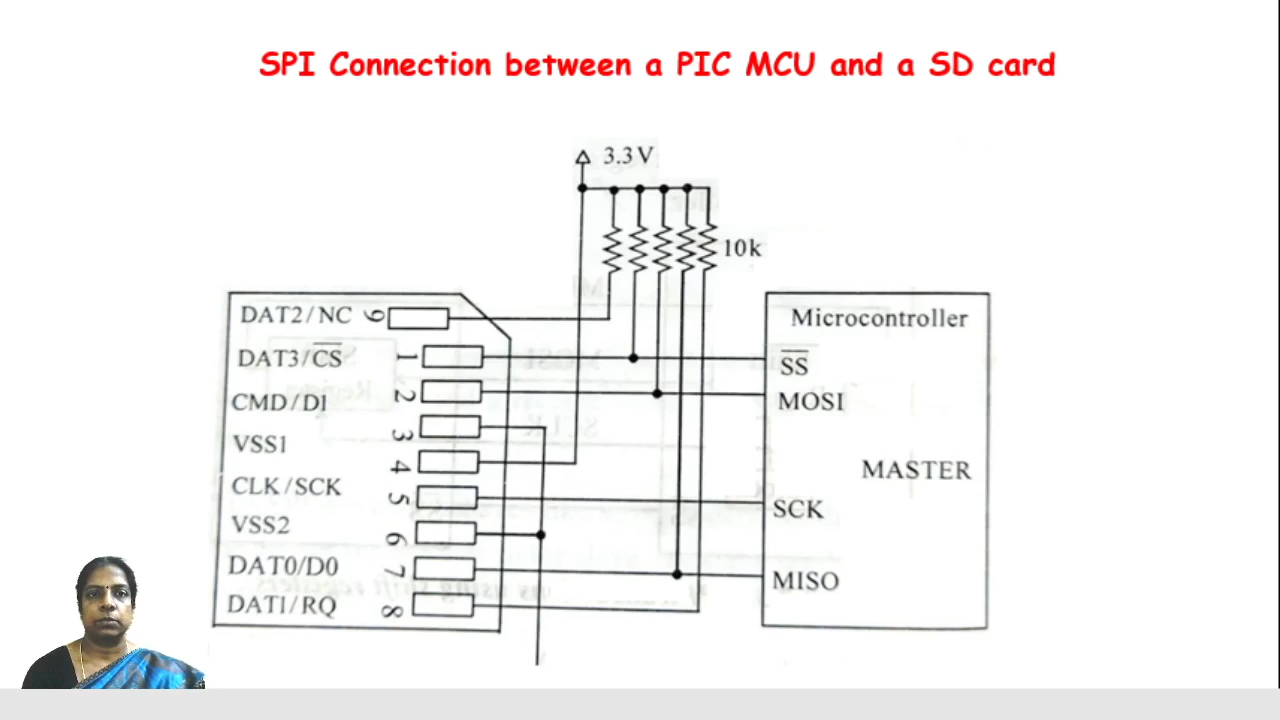 SPI Connection between a PIC MCU and a SD card
3.3V
10k
DAT2/NC 9
DAT3/CS 1
CMD/DI 2
VSS1 3
4
CLK/SCK 5
VSS2 6
DAT0/D0 7
DAT1/RQ 8
Microcontroller
SS
MOSI
MASTER
SCK
MISO